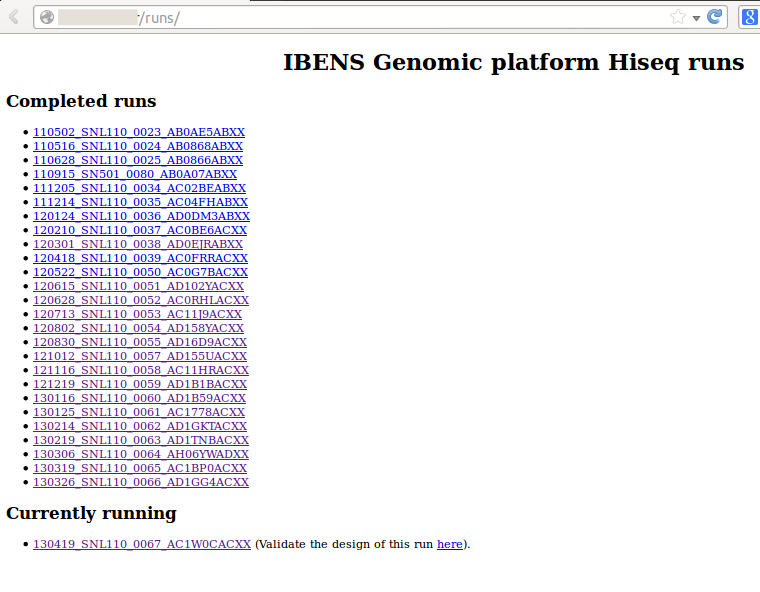 /runs/
IBENS Genomic platform Hiseq runs
Completed runs
110502_SNL110_0023_AB0AE5ABXX
110516_SNL110_0024_AB0868ABXX
110628_SNL110_0025_AB0866ABXX
110915_SN501_0080_AB0A07ABXX
111205_SNL110_0034_AC02BEABXX
111214_SNL110_0035_AC04FHABXX
120124_SNL110_0036_AD0DM3ABXX
120210_SNL110_0037_AC0BE6ACXX
120301_SNL110_0038_AD0EJRABXX
120418_SNL110_0039_AC0FRRACXX
120522_SNL110_0050_AC0G7BACXX
120615_SNL110_0051_AD102YACXX
120628_SNL110_0052_AC0RHLACXX
120713_SNL110_0053_AC11J9ACXX
120802_SNL110_0054_AD158YACXX
120830_SNL110_0055_AD16D9ACXX
121012_SNL110_0057_AD155UACXX
121116_SNL110_0058_AC11HRACXX
121219_SNL110_0059_AD1B1BACXX
130116_SNL110_0060_AD1B59ACXX
130125_SNL110_0061_AC1778ACXX
130214_SNL110_0062_AD1GKTACXX
130219_SNL110_0063_AD1TNBACXX
130306_SNL110_0064_AH06YWADXX
130319_SNL110_0065_AC1BP0ACXX
130326_SNL110_0066_AD1GG4ACXX
Currently running
130419_SNL110_0067_AC1W0CACXX (Validate the design of this run here).